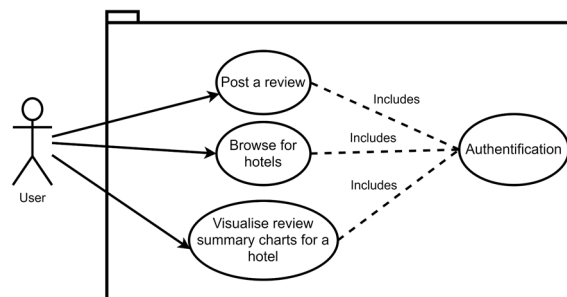 Post a review
Includes
Browse for
hotels
Includes
Authentification
User
Includes
Visualise review
summary charts for a
hotel